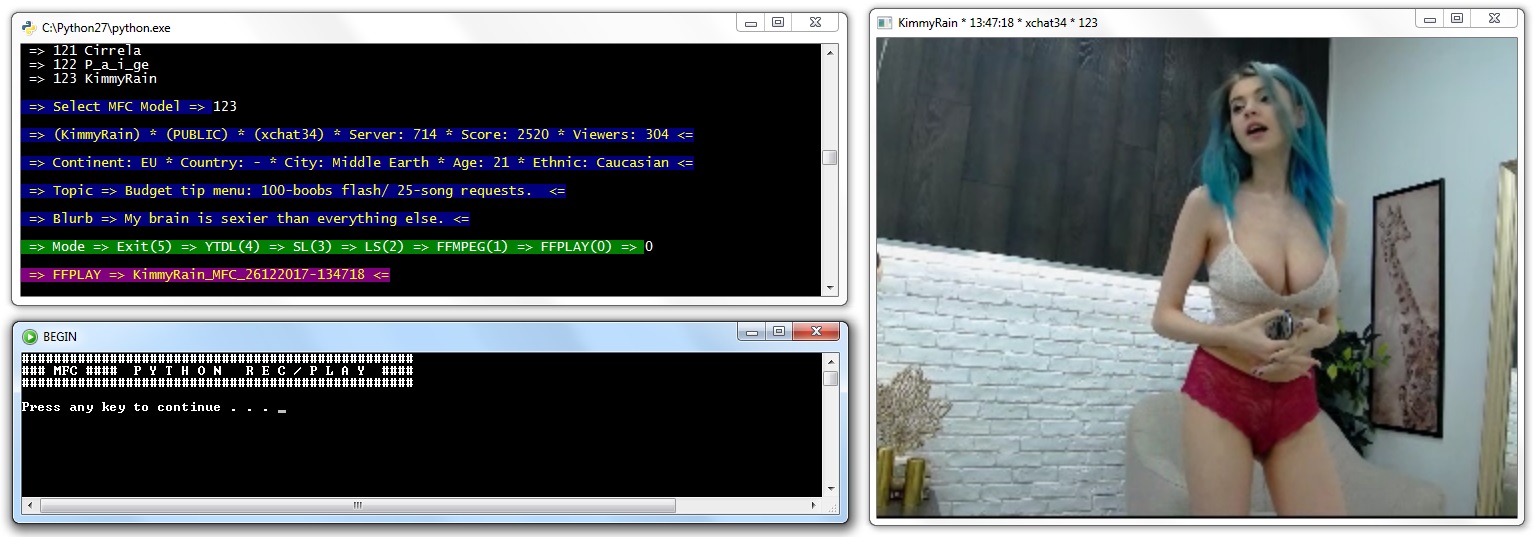 C:\Python27\python.exe
=> 121 Cirrela
=> 122 P_a_i_ge
=> 123 KimmyRain
=> Select MFC Model => 123
=> (KimmyRain) * (PUBLIC) * (xchat34) * Server: 714 * Score: 2520 * Viewers: 304 <=
=> Continent: EU * Country: - * City: Middle Earth * Age: 21 * Ethnic: Caucasian <=
=> Topic => Budget tip menu: 100-boobs flash/ 25-song requests.  <=
=> Blurb => My brain is sexier than everything else. <=
=> Mode => Exit(5) => YTDL(4) => SL(3) => LS(2) => FFMPEG(1) => FFPLAY(0) => 0
=> FFPLAY => KimmyRain_MFC_26122017-134718 <=
BEGIN
#################################################
### MFC ####  P Y T H O N   R E C / P L A Y  ####
#################################################
Press any key to continue . . . _
KimmyRain * 13:47:18 * xchat34 * 123